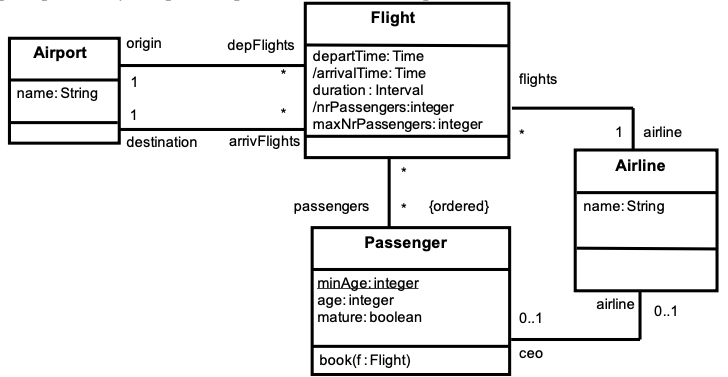 Flight
origin
depFlights
Airport
departTime: Time
/arrivalTime: Time
1
*
flights
name: String
duration : Interval
/nrPassengers:integer
1
*
maxNrPassengers: integer
*
1
airline
destination
arrivFlights
Airline
*
passengers
*
{ordered}
name: String
Passenger
minAge: integer
age: integer
mature: boolean
airline
0..1
0..1
book(f : Flight)
ceo